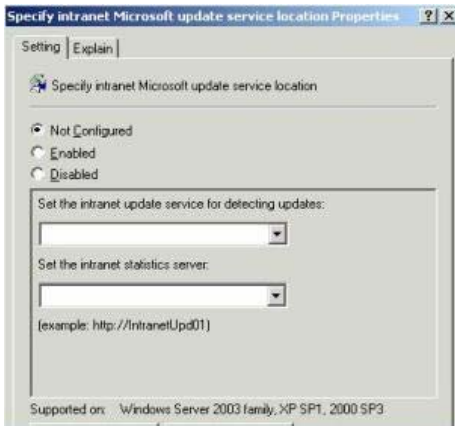 Specify intranet Microsoft update service location Properties
Setting
Explain
Specify intranet Microsoft update service location
Not Configured
Enabled
Disabled
Set the intranet update service for detecting updates:
Set the intranet statistics server:
(example: http://IntranetUpd01)
Supported on: Windows Server 2003 family, XP SP1, 2000 SP3